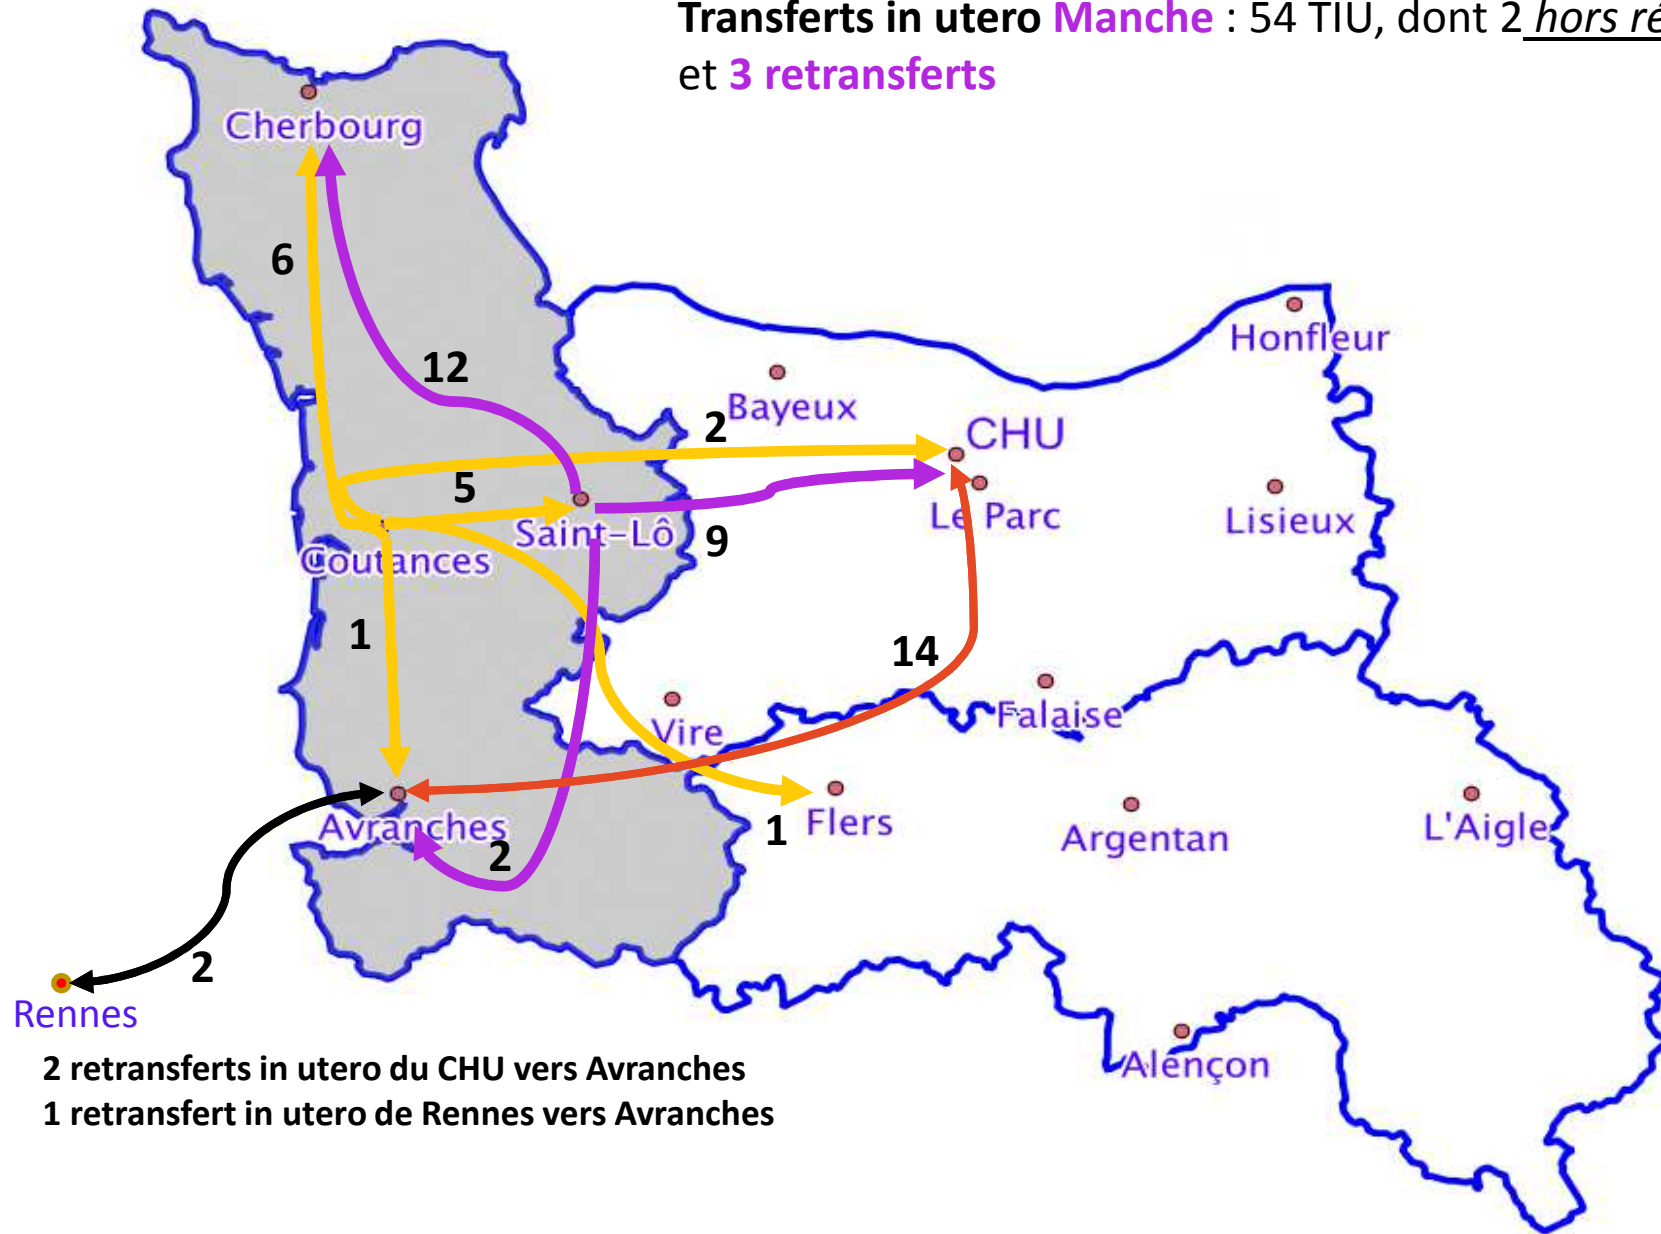 Transferts in utero Manche : 54 TIU, dont 2 hors ré
et 3 retransferts
Cherbourg
6
12
Honfleur
Bayeux
2
CHU
5
Le Parc
Lisieux
Saint-Lô
9
Coutances
1
14
Falaise
Vire
Avranches
2
1
Flers
Argentan
L'Aigle
2
Rennes
Alençon
2 retransferts in utero du CHU vers Avranches
1 retransfert in utero de Rennes vers Avranches